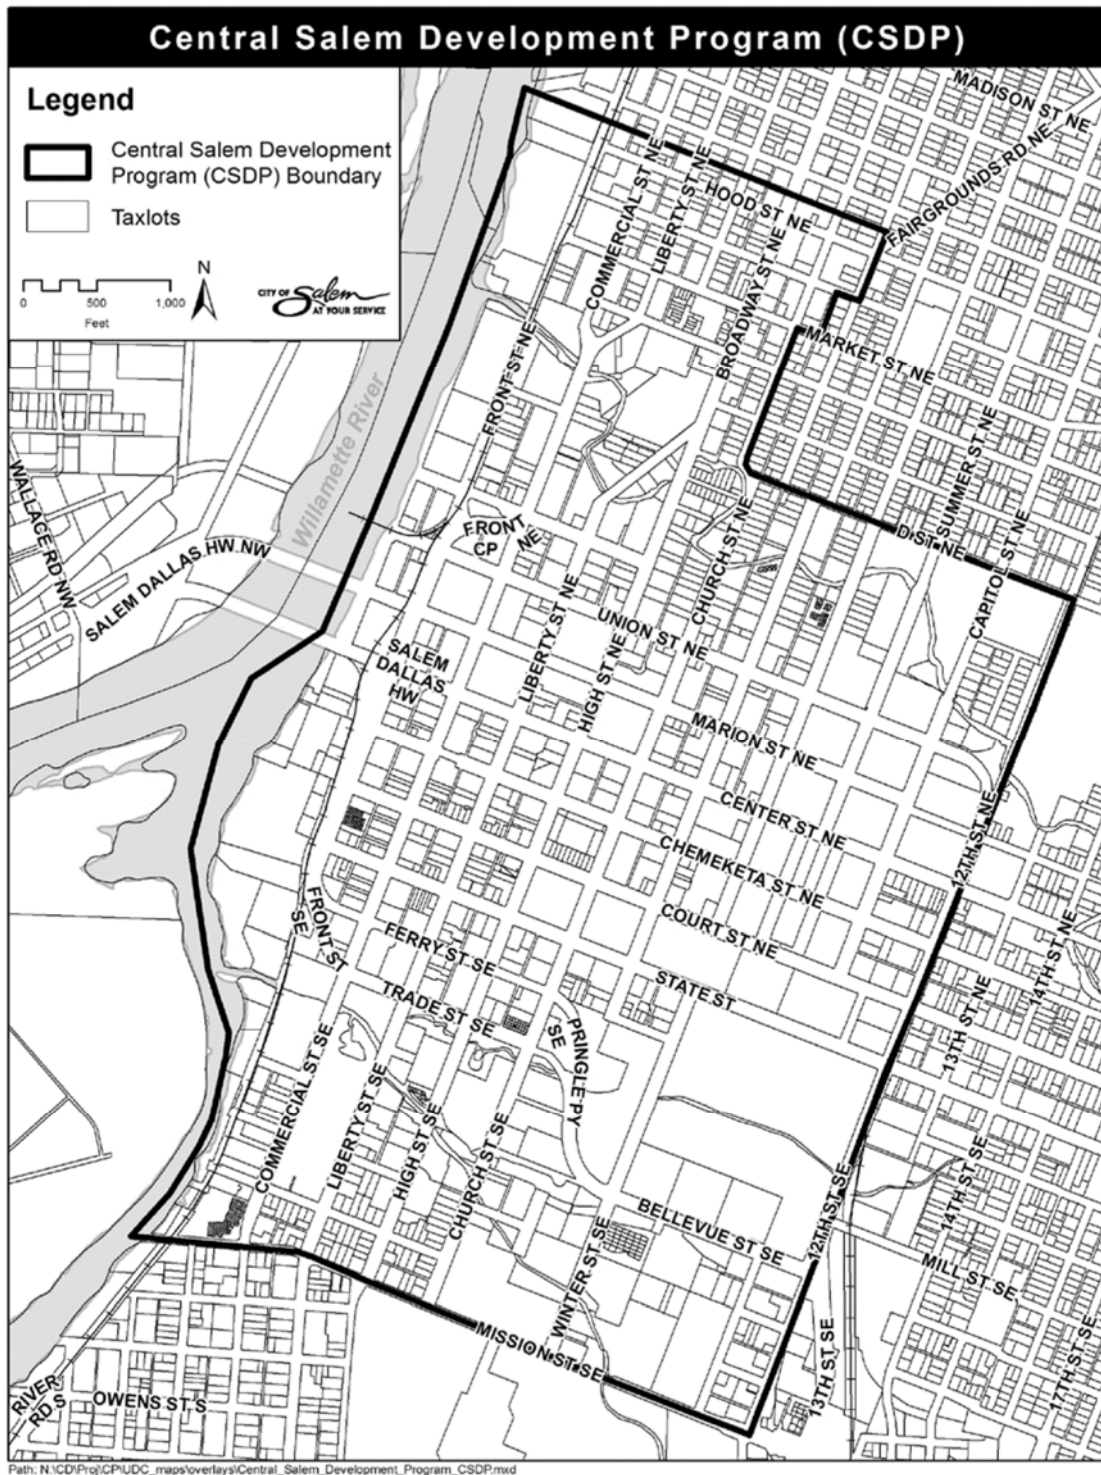 Central Salem Development Program (CSDP)
Legend
Central Salem Development
Program (CSDP) Boundary
Taxlots
N
0 500 1,000
Feet
CITY OF Salem
AT YOUR SERVICE
MADISON ST NE
FAIRGROUNDS RD NE
HOOD ST NE
COMMERCIAL ST NE
LIBERTY ST NE
BROADWAY ST NE
MARKET ST NE
FRONT ST NE
Willamette River
WALLACE RD NW
SALEM DALLAS HW NW
SUMMER ST NE
D ST NE
CAPITOL ST NE
FRONT
NE
CP
CHURCH ST NE
LIBERTY ST NE
UNION ST NE
HIGH ST NE
SALEM
DALLAS
HW
MARION ST NE
CENTER ST NE
CHEMEKETA ST NE
12TH ST NE
COURT ST NE
STATE ST
FRONT ST
SE
FERRY ST SE
TRADE ST SE
PRINGLE PY
SE
13TH ST NE
14TH ST NE
COMMERCIAL ST SE
LIBERTY ST SE
HIGH ST SE
CHURCH ST SE
WINTER ST SE
BELLEVUE ST SE
12TH ST SE
14TH ST SE
MILL ST SE
MISSION ST SE
13TH ST SE
17TH ST SE
RIVER
RD S
OWENS ST S
Path: N:\CD\Proj\CP\UDC_maps\overlays\Central_Salem_Development_Program_CSDP.mxd